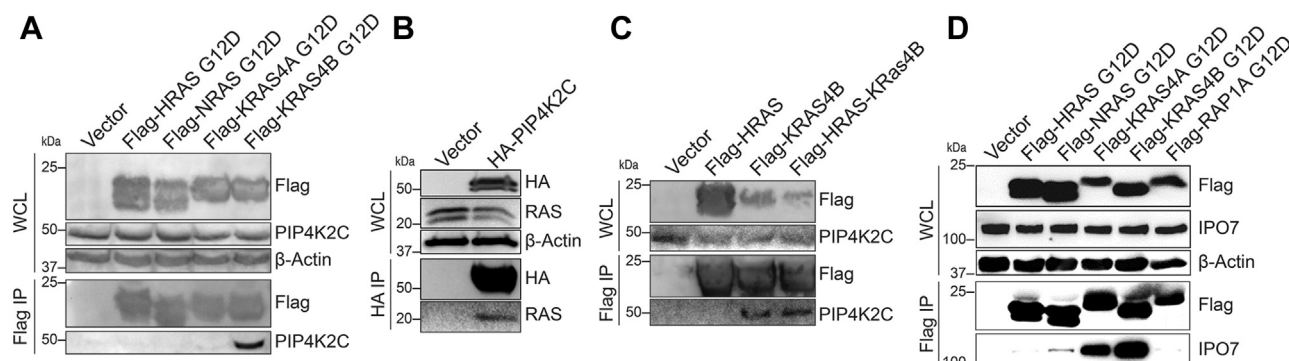 A
Vector
Flag-HRAS G12D
Flag-NRAS G12D
Flag-KRAS4A G12D
Flag-KRAS4B G12D
kDa
WCL
25
Flag
50
PIP4K2C
37
β-Actin
Flag IP
25
Flag
50
PIP4K2C
B
Vector
HA-PIP4K2C
kDa
WCL
50
HA
20
RAS
37
β-Actin
HA IP
50
HA
20
RAS
C
Vector
Flag-HRAS
Flag-KRAS4B
Flag-HRAS-KRas4B
kDa
WCL
25
Flag
50
PIP4K2C
Flag IP
25
Flag
50
PIP4K2C
D
Vector
Flag-HRAS G12D
Flag-NRAS G12D
Flag-KRAS4A G12D
Flag-KRAS4B G12D
Flag-RAP1A G12D
kDa
WCL
25
Flag
100
IPO7
37
β-Actin
Flag IP
25
Flag
100
IPO7